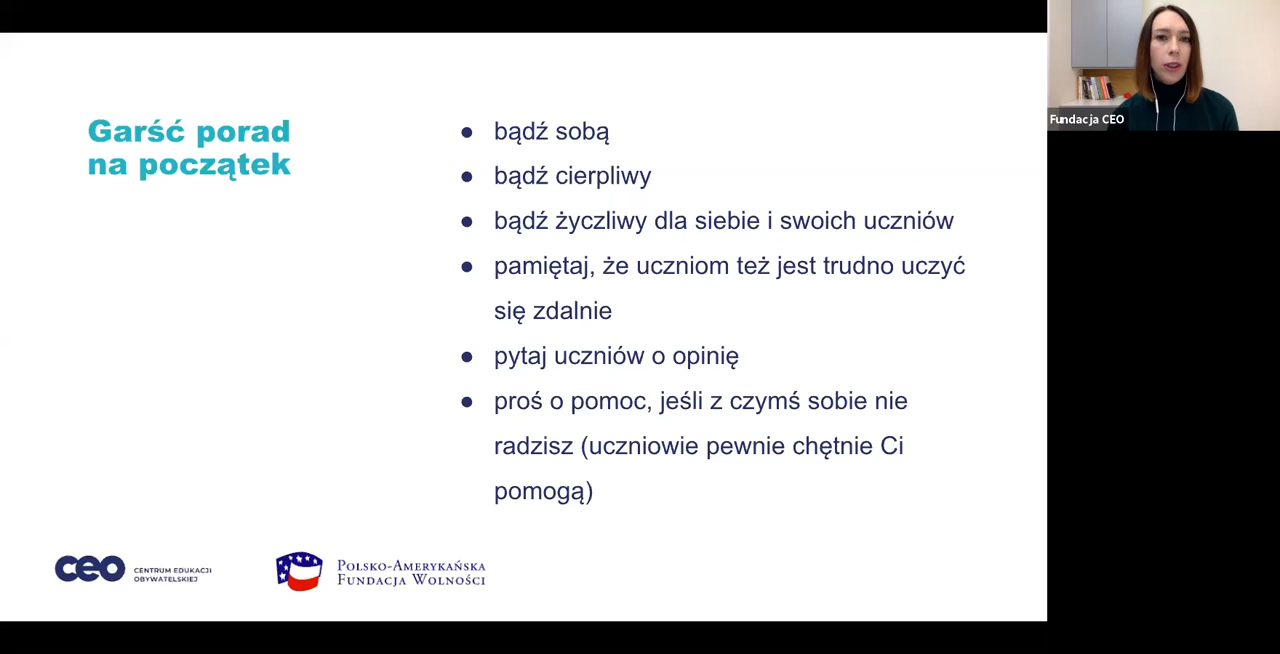 Garść porad
na początek
● bądź sobą
● bądź cierpliwy
● bądź życzliwy dla siebie i swoich uczniów
● pamiętaj, że uczniom też jest trudno uczyć
się zdalnie
● pytaj uczniów o opinię
● proś o pomoc, jeśli z czymś sobie nie
radzisz (uczniowie pewnie chętnie Ci
pomogą)
ceo
CENTRUM EDUKACJI
OBYWATELSKIEJ
POLSKO-AMERYKAŃSKA
FUNDACJA WOLNOŚCI
Fundacja CEO